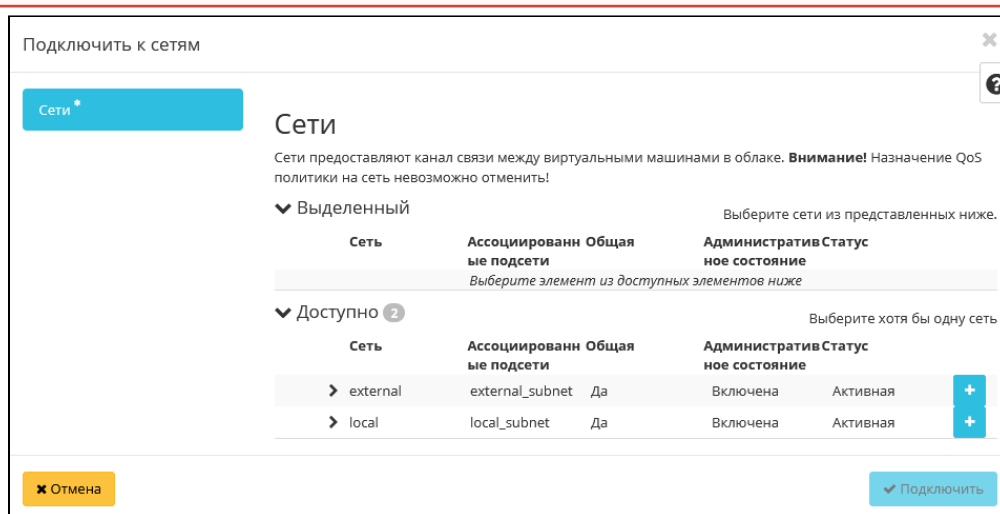 Подключить к сетям
Сети *
Сети
Сети предоставляют канал связи между виртуальными машинами в облаке. Внимание! Назначение QoS
политики на сеть невозможно отменить!
Выделенный
Выберите сети из представленных ниже.
Сеть Ассоциированн Общая Административ Статус
ые подсети ное состояние
Выберите элемент из доступных элементов ниже
Доступно 2
Выберите хотя бы одну сеть
Сеть Ассоциированн Общая Административ Статус
ые подсети ное состояние
external external_subnet Да Включена Активная
local local_subnet Да Включена Активная
Отмена
Подключить